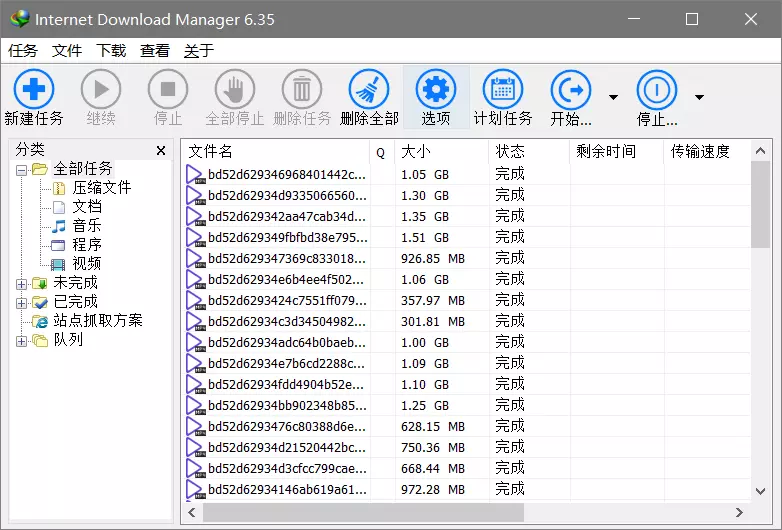 Internet Download Manager 6.35
任务 文件 下载 查看 关于
新建任务 继续 停止 全部停止 删除任务 删除全部 选项 计划任务 开始... 停止...
分类
全部任务
压缩文件
文档
音乐
程序
视频
未完成
已完成
站点抓取方案
队列
文件名 Q 大小 状态 剩余时间 传输速度
bd52d629346968401442c... 1.05 GB 完成
bd52d62934d9335066560... 1.30 GB 完成
bd52d629342aa47cab34d... 1.35 GB 完成
bd52d629349fbfbd38e795... 1.51 GB 完成
bd52d629347369c833018... 926.85 MB 完成
bd52d62934e6b4ee4f502... 1.06 GB 完成
bd52d6293424c7551ff079... 357.97 MB 完成
bd52d62934c3d34504982... 301.81 MB 完成
bd52d62934adc64b0baeb... 1.00 GB 完成
bd52d62934e7b6cd2288c... 1.09 GB 完成
bd52d62934fdd4904b52e... 1.10 GB 完成
bd52d62934bb902348b85... 1.25 GB 完成
bd52d6293476c80388d6e... 628.15 MB 完成
bd52d62934d21520442bc... 750.36 MB 完成
bd52d62934d3cfcc799cae... 668.44 MB 完成
bd52d62934146ab619a61... 972.28 MB 完成